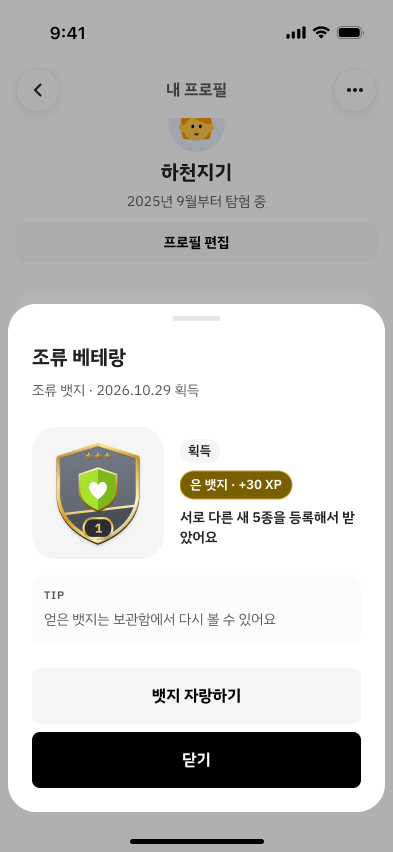 9:41
내 프로필
하천지기
2025년 9월부터 탐험 중
프로필 편집
조류 베테랑
조류 뱃지 · 2026.10.29 획득
획득
은 뱃지 · +30 XP
서로 다른 새 5종을 등록해서 받
았어요
1
TIP
얻은 뱃지는 보관함에서 다시 볼 수 있어요
뱃지 자랑하기
닫기